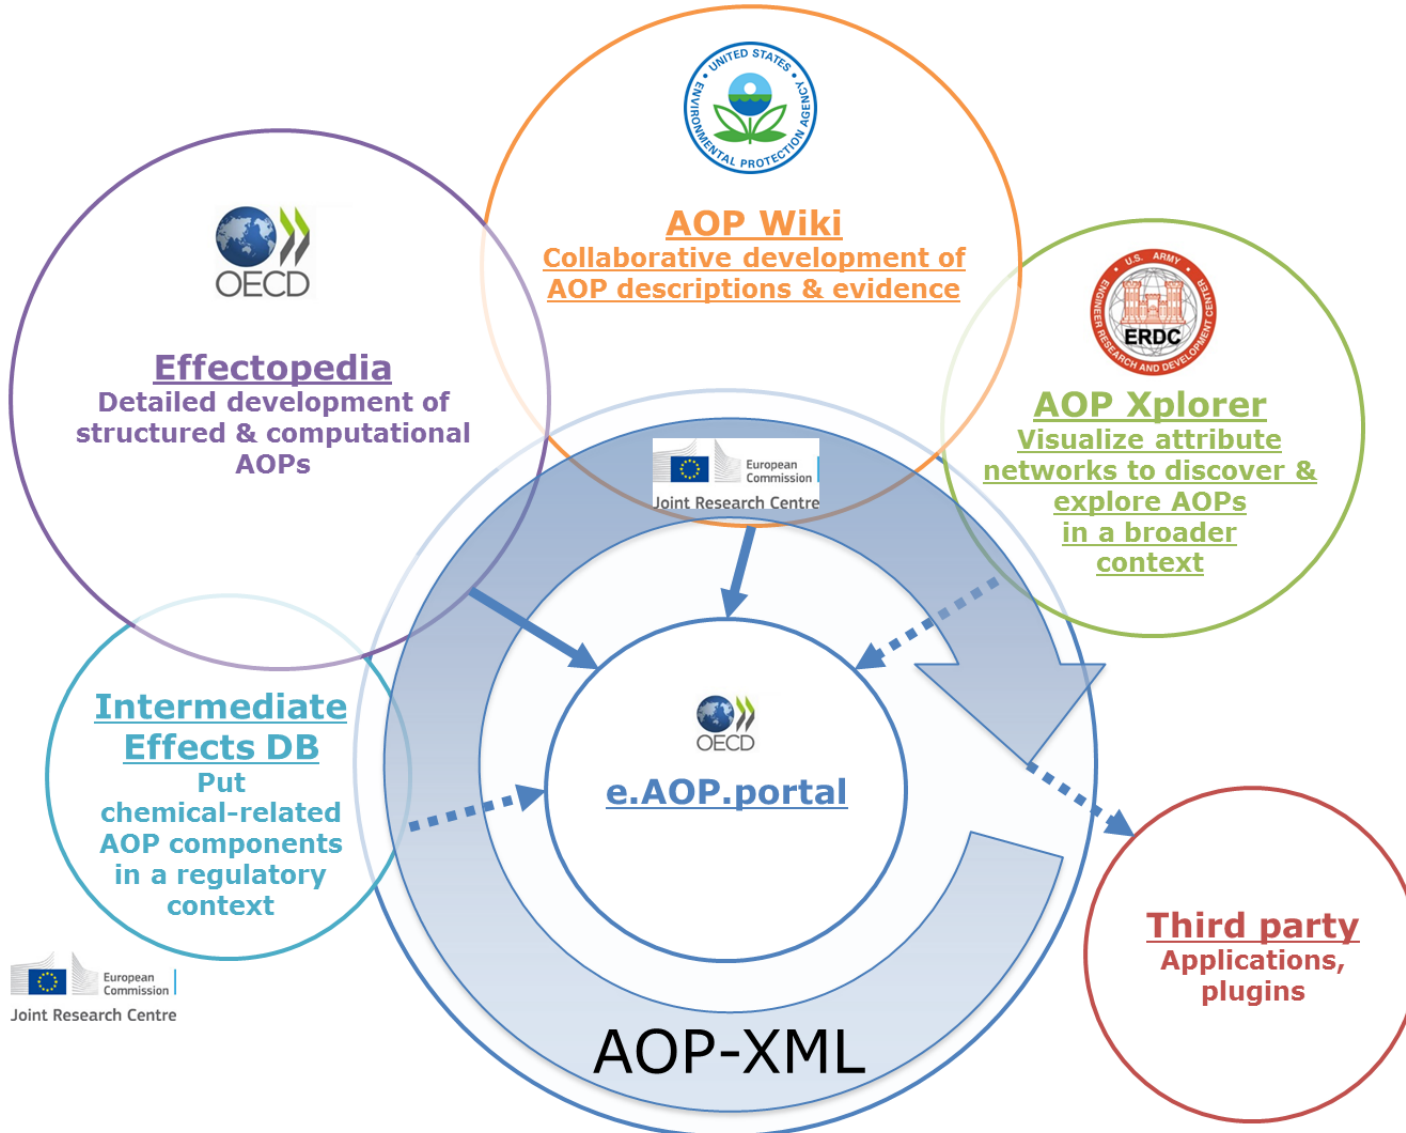 UNITED STATES
ENVIRONMENTAL PROTECTION AGENCY
AOP Wiki
Collaborative development of
AOP descriptions & evidence
OECD
Effectopedia
Detailed development of
structured & computational
AOPs
U.S. ARMY
ERDC
ENGINEER RESEARCH AND DEVELOPMENT CENTER
AOP Xplorer
Visualize attribute
networks to discover &
explore AOPs
in a broader
context
European
Commission
Joint Research Centre
Intermediate
Effects DB
Put
chemical-related
AOP components
in a regulatory
context
OECD
e.AOP.portal
Third party
Applications,
plugins
European
Commission
Joint Research Centre
AOP-XML